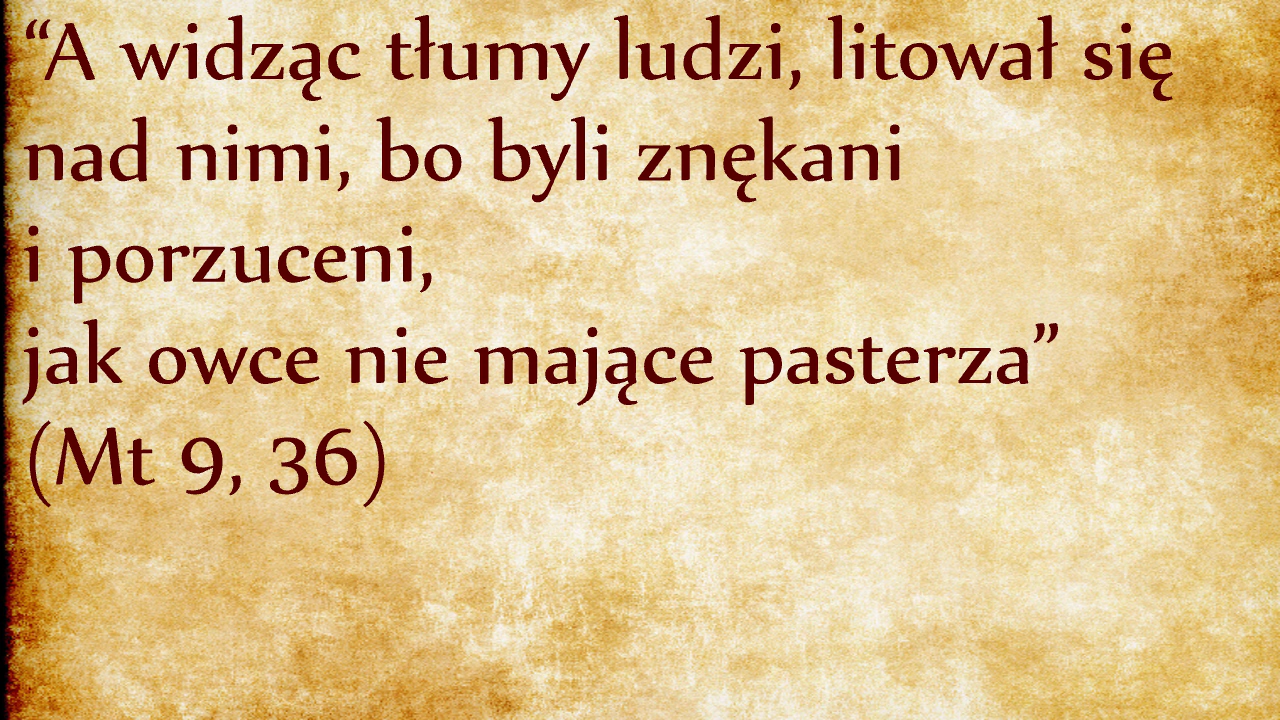 “A widząc tłumy ludzi, litował się
nad nimi, bo byli znękani
i porzuceni,
jak owce nie mające pasterza”
(Mt 9, 36)